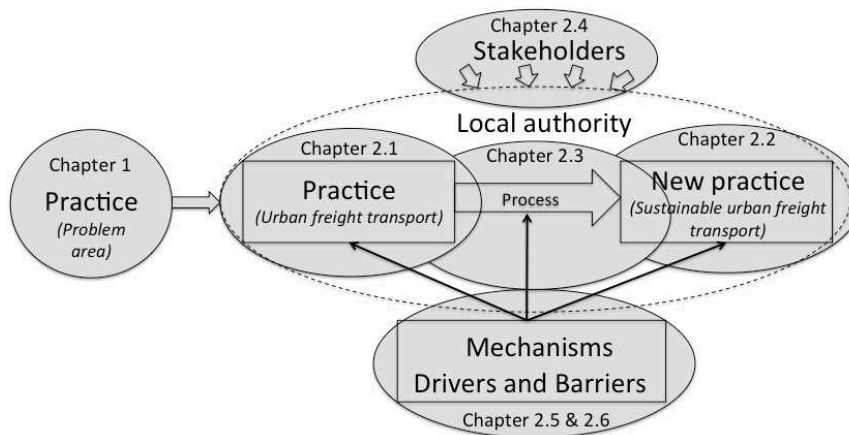 Chapter 2.4
Stakeholders
Local authority
Chapter 1
Practice
(Problem
area)
Chapter 2.1
Practice
(Urban freight transport)
Chapter 2.3
Process
Chapter 2.2
New practice
(Sustainable urban freight
transport)
Mechanisms
Drivers and Barriers
Chapter 2.5 & 2.6